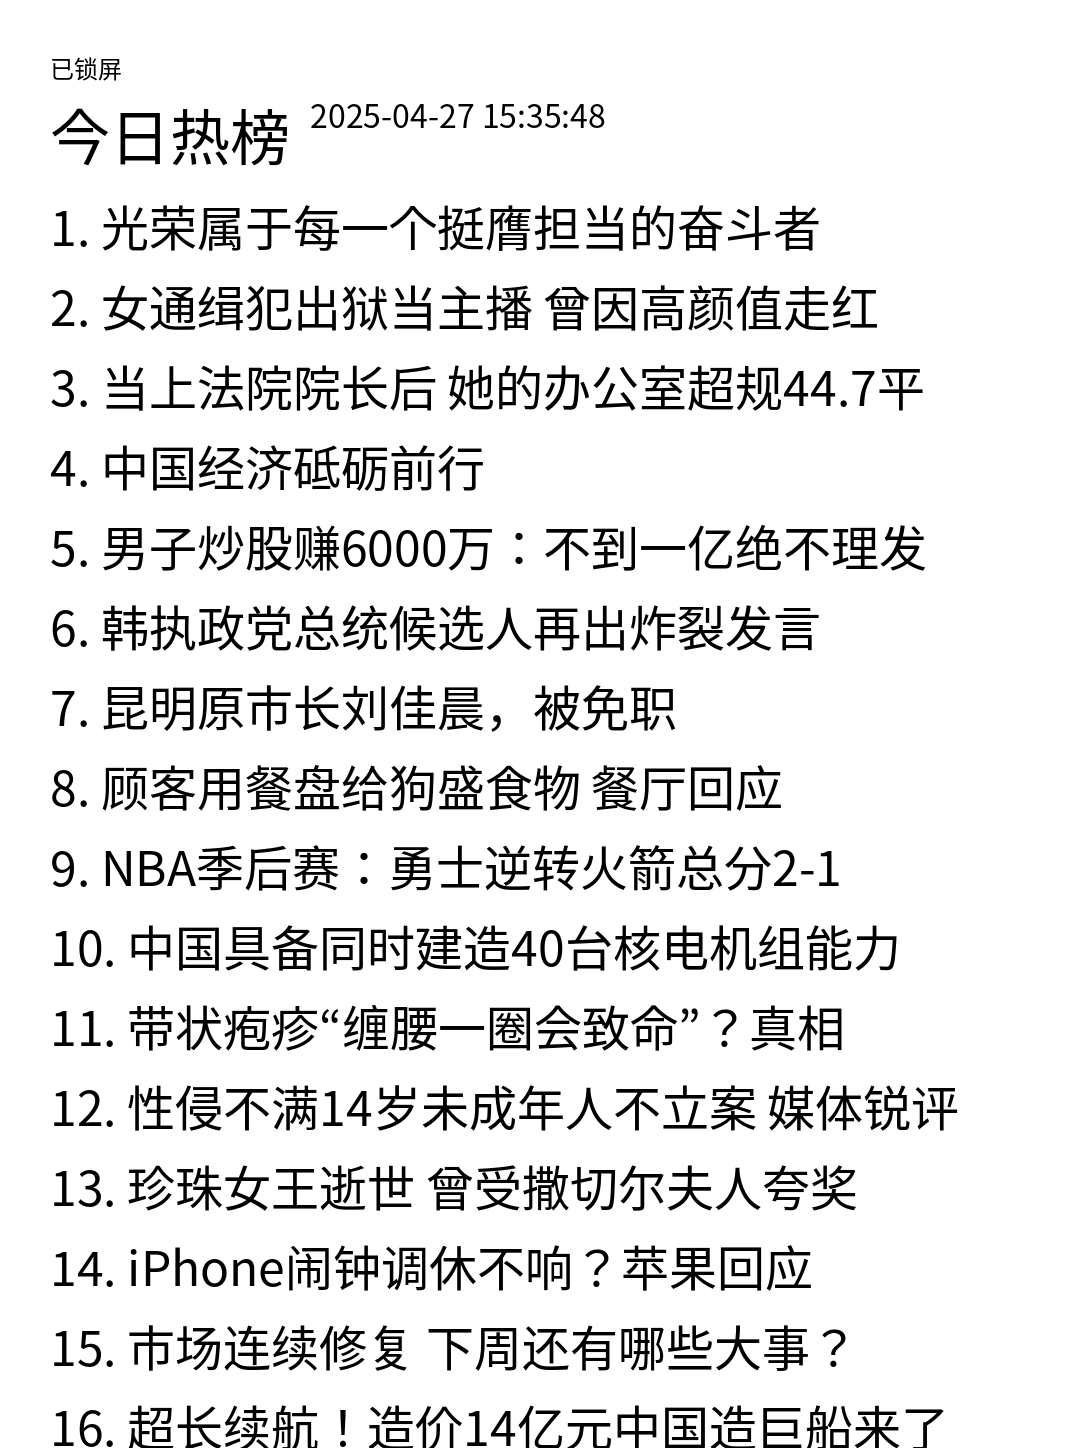 已锁屏
今日热榜 2025-04-27 15:35:48
1. 光荣属于每一个挺膺担当的奋斗者
2. 女通缉犯出狱当主播 曾因高颜值走红
3. 当上法院院长后 她的办公室超规44.7平
4. 中国经济砥砺前行
5. 男子炒股赚6000万：不到一亿绝不理发
6. 韩执政党总统候选人再出炸裂发言
7. 昆明原市长刘佳晨，被免职
8. 顾客用餐盘给狗盛食物 餐厅回应
9. NBA季后赛：勇士逆转火箭总分2-1
10. 中国具备同时建造40台核电机组能力
11. 带状疱疹“缠腰一圈会致命”？真相
12. 性侵不满14岁未成年人不立案 媒体锐评
13. 珍珠女王逝世 曾受撒切尔夫人夸奖
14. iPhone闹钟调休不响？苹果回应
15. 市场连续修复 下周还有哪些大事？
16. 超长续航！造价14亿元中国造巨船来了